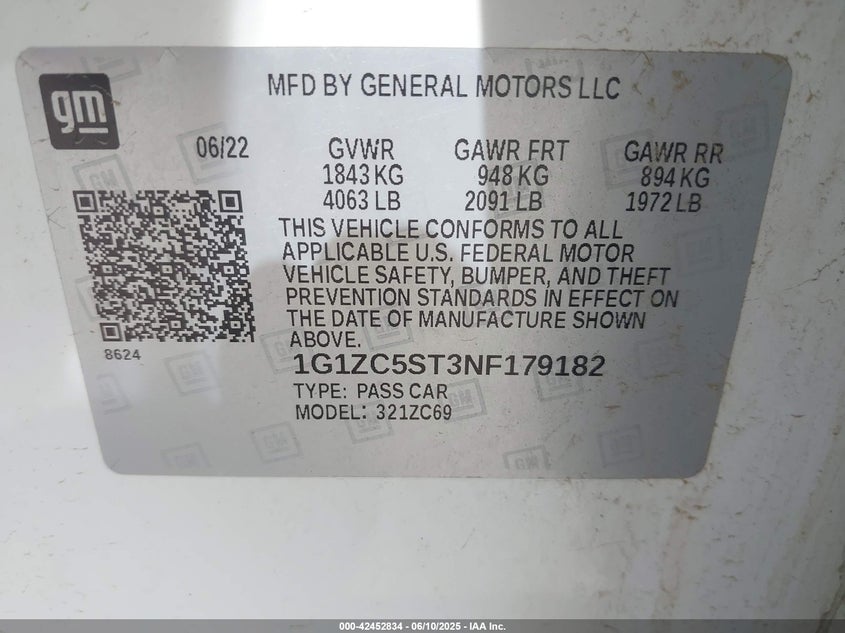 gm
MFD BY GENERAL MOTORS LLC
06/22 GVWR GAWR FRT GAWR RR
1843 KG 948 KG 894 KG
4063 LB 2091 LB 1972 LB
THIS VEHICLE CONFORMS TO ALL
APPLICABLE U.S. FEDERAL MOTOR
VEHICLE SAFETY, BUMPER, AND THEFT
PREVENTION STANDARDS IN EFFECT ON
THE DATE OF MANUFACTURE SHOWN
ABOVE.
8624
1G1ZC5ST3NF179182
TYPE: PASS CAR
MODEL: 321ZC69
000-42452834 - 06/10/2025 - IAA Inc.